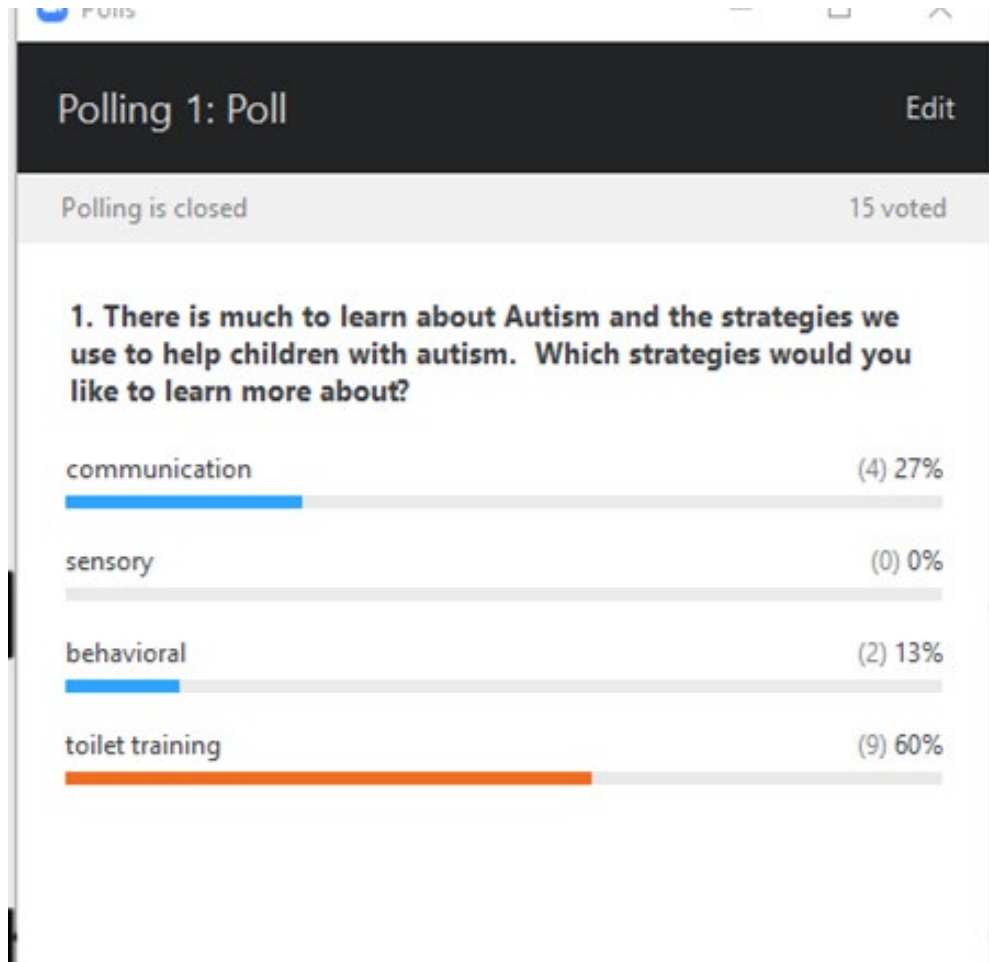 Polls
Polling 1: Poll Edit
Polling is closed 15 voted
1. There is much to learn about Autism and the strategies we
use to help children with autism.  Which strategies would you
like to learn more about?
communication (4) 27%
sensory (0) 0%
behavioral (2) 13%
toilet training (9) 60%